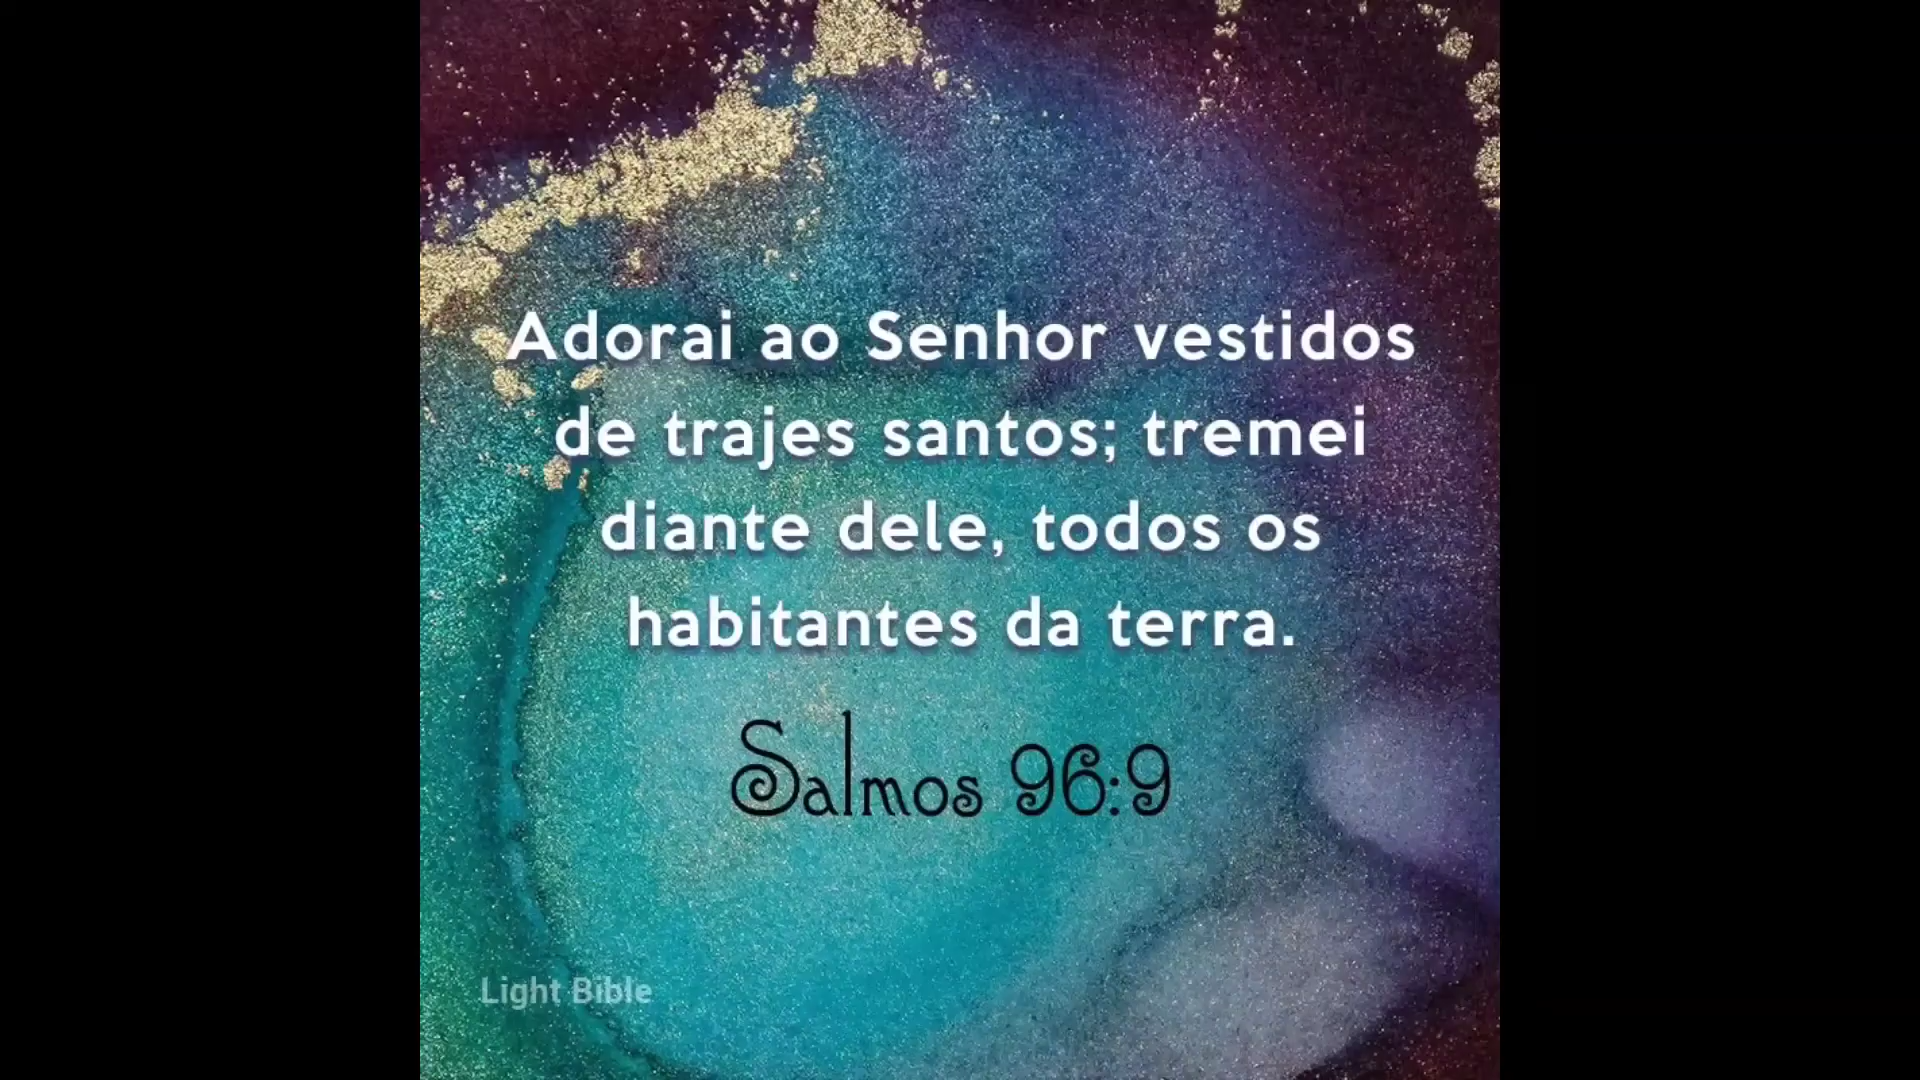 Adorai ao Senhor vestidos
de trajes santos; tremei
diante dele, todos os
habitantes da terra.
Salmos 96:9
Light Bible